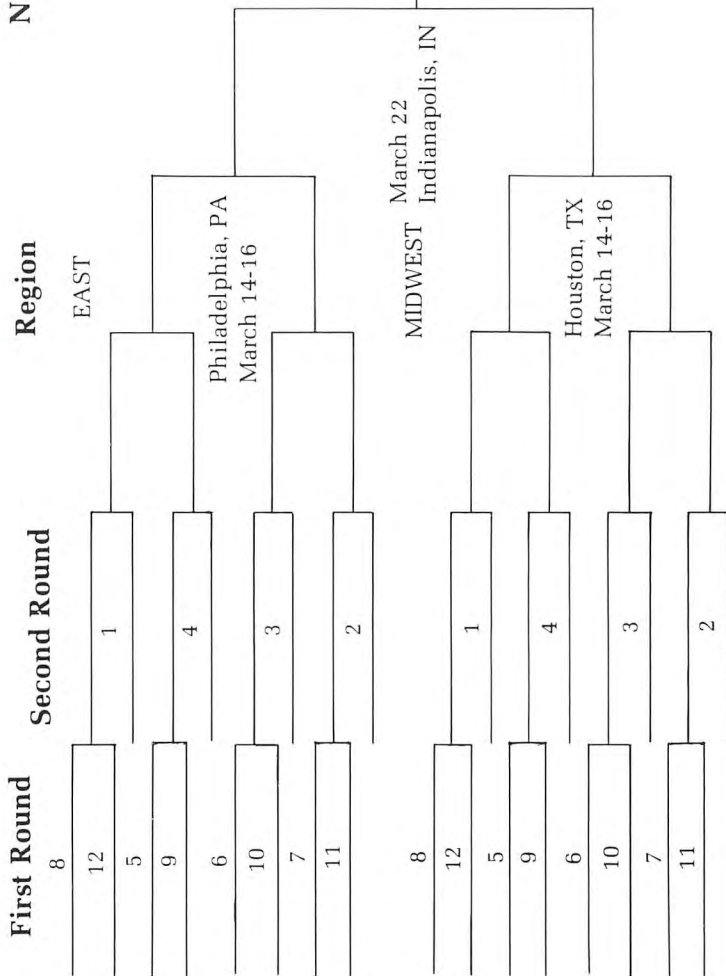 First Round
Second Round
Region
N
8
12
5
9
6
10
7
11
1
4
3
2
EAST
Philadelphia, PA
March 14-16
8
12
5
9
6
10
7
11
1
4
3
2
MIDWEST
Houston, TX
March 14-16
March 22
Indianapolis, IN